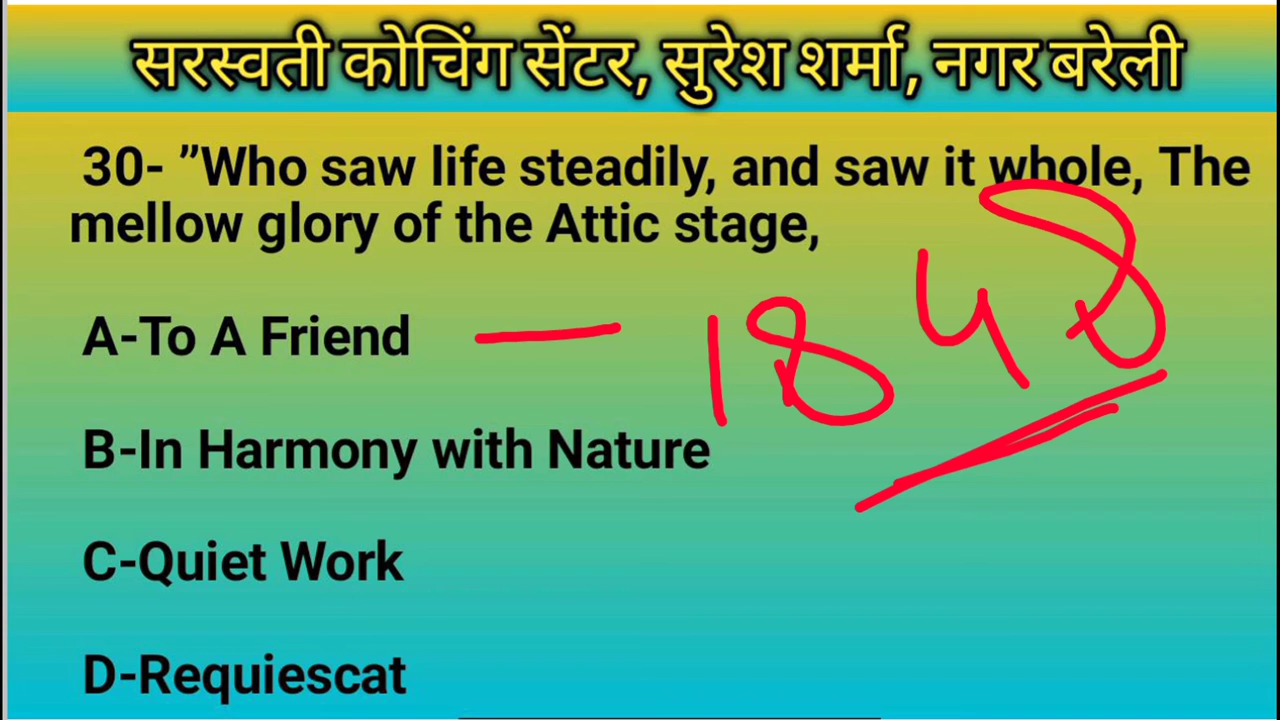 सरस्वती कोचिंग सेंटर, सुरेश शर्मा, नगर बरेली
30- ”Who saw life steadily, and saw it whole, The
mellow glory of the Attic stage,
A-To A Friend — 1848
B-In Harmony with Nature
C-Quiet Work
D-Requiescat